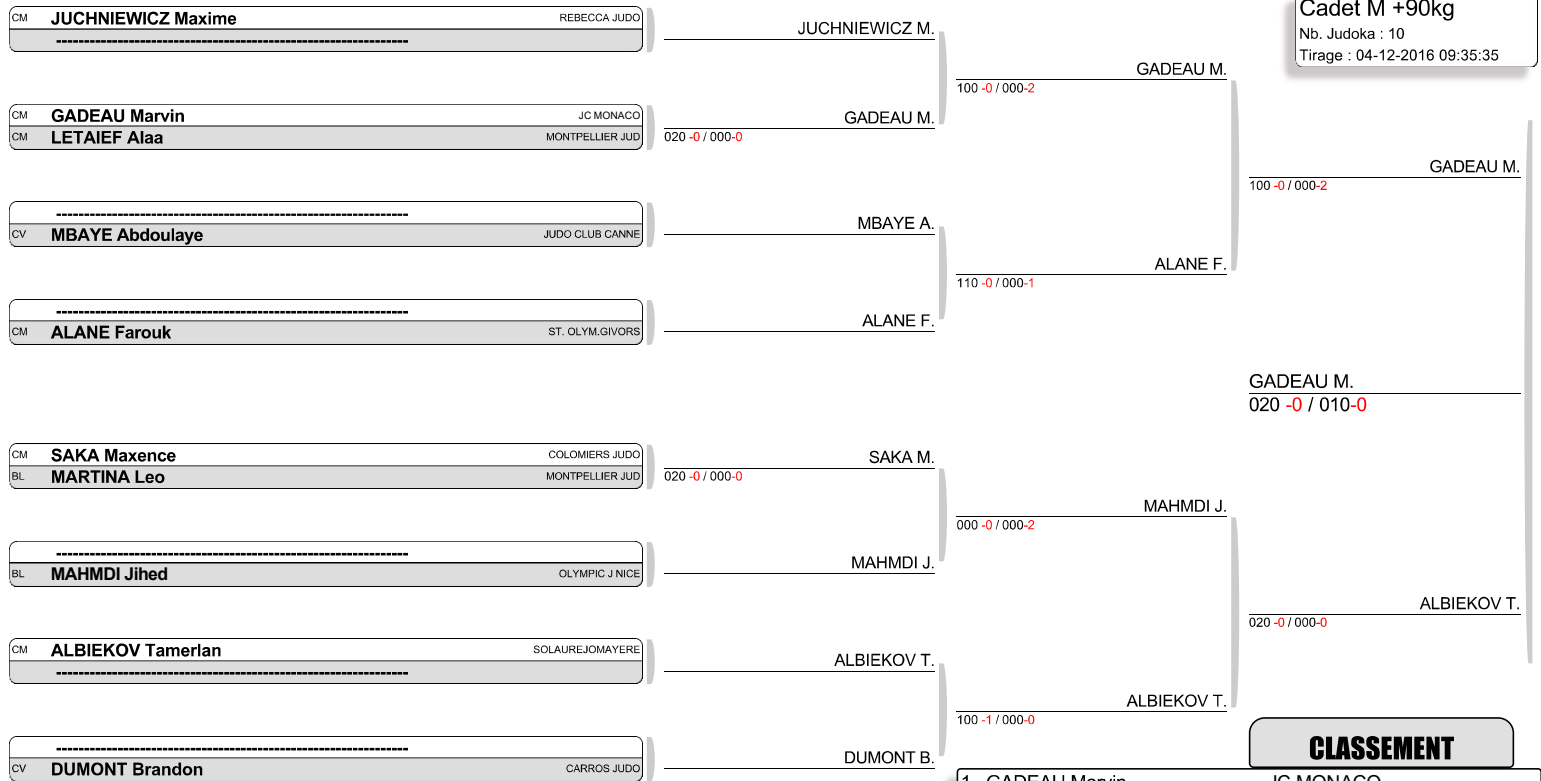 Cadet M +90kg
Nb. Judoka : 10
Tirage : 04-12-2016 09:35:35
CM JUCHNIEWICZ Maxime REBECCA JUDO
----------------------------------------------------------------
CM GADEAU Marvin JC MONACO
CM LETAIEF Alaa MONTPELLIER JUD
----------------------------------------------------------------
CV MBAYE Abdoulaye JUDO CLUB CANNE
----------------------------------------------------------------
CM ALANE Farouk ST. OLYM.GIVORS
CM SAKA Maxence COLOMIERS JUDO
BL MARTINA Leo MONTPELLIER JUD
----------------------------------------------------------------
BL MAHMDI Jihed OLYMPIC J NICE
CM ALBIEKOV Tamerlan SOLAUREJOMAYERE
----------------------------------------------------------------
----------------------------------------------------------------
CV DUMONT Brandon CARROS JUDO
JUCHNIEWICZ M.
GADEAU M.
020 -0 / 000-0
MBAYE A.
ALANE F.
SAKA M.
020 -0 / 000-0
MAHMDI J.
ALBIEKOV T.
DUMONT B.
GADEAU M.
100 -0 / 000-2
ALANE F.
110 -0 / 000-1
MAHMDI J.
000 -0 / 000-2
ALBIEKOV T.
100 -1 / 000-0
GADEAU M.
100 -0 / 000-2
GADEAU M.
020 -0 / 010-0
ALBIEKOV T.
020 -0 / 000-0
CLASSEMENT
1 GADEAU Marvin JC MONACO